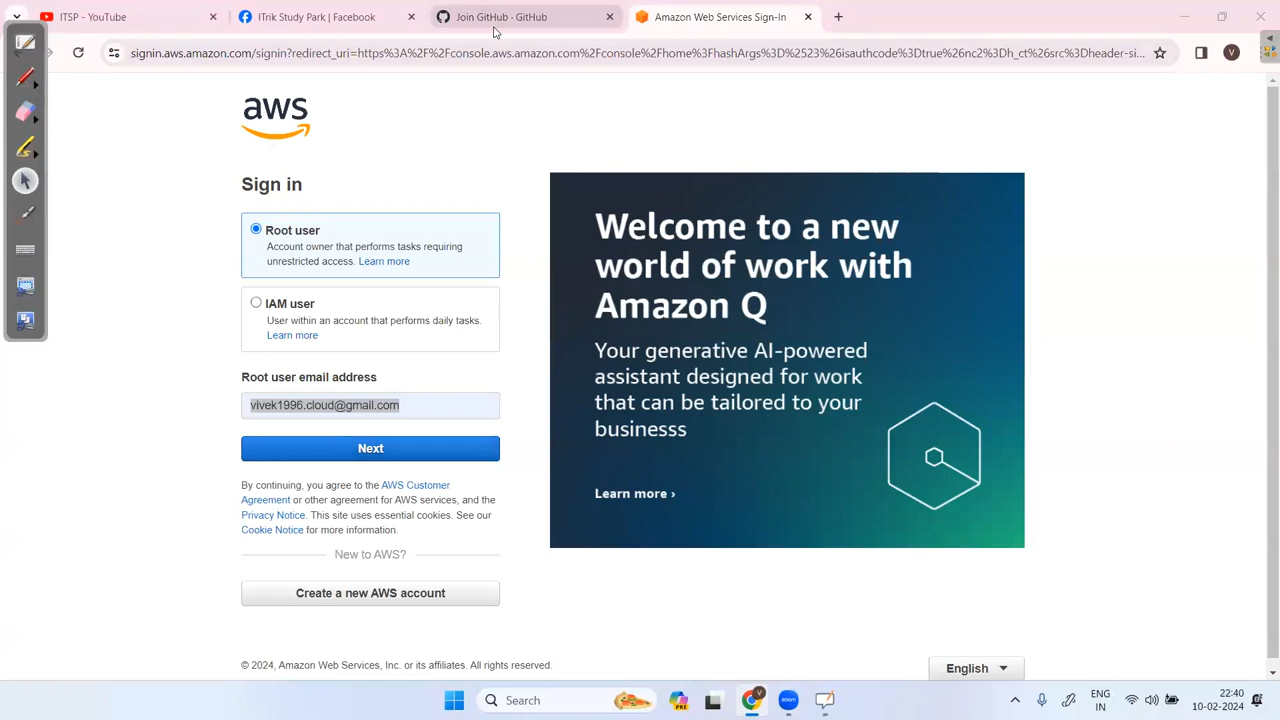 ITSP - YouTube
ITrik Study Park | Facebook
Join GitHub · GitHub
Amazon Web Services Sign-In
signin.aws.amazon.com/signin?redirect_uri=https%3A%2F%2Fconsole.aws.amazon.com%2Fconsole%2Fhome%3FhashArgs%3D%2523%26isauthcode%3Dtrue%26nc2%3Dh_ct%26src%3Dheader-si...
V
aws
Sign in
Root user
Account owner that performs tasks requiring
unrestricted access. Learn more
IAM user
User within an account that performs daily tasks.
Learn more
Root user email address
vivek1996.cloud@gmail.com
Next
By continuing, you agree to the AWS Customer
Agreement or other agreement for AWS services, and the
Privacy Notice. This site uses essential cookies. See our
Cookie Notice for more information.
New to AWS?
Create a new AWS account
Welcome to a new
world of work with
Amazon Q
Your generative AI-powered
assistant designed for work
that can be tailored to your
businesss
Learn more ›
© 2024, Amazon Web Services, Inc. or its affiliates. All rights reserved.
English
Search
PRE
V
zoom
ENG
IN
22:40
10-02-2024